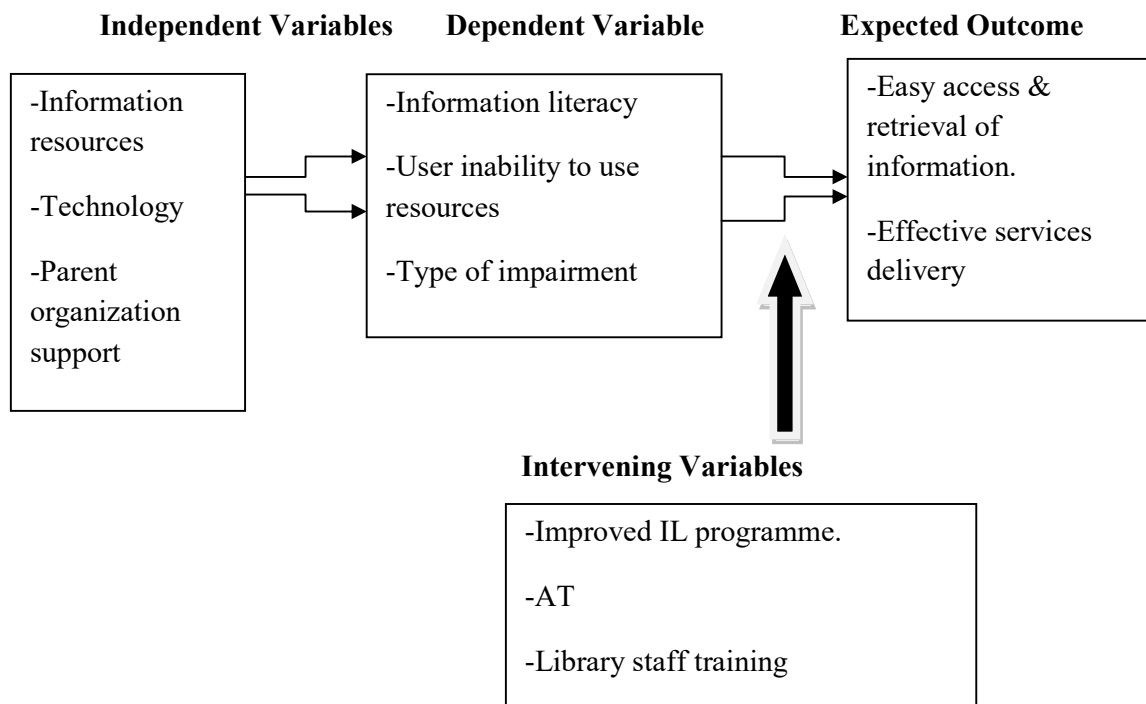 Independent Variables
Dependent Variable
Expected Outcome
-Information
resources
-Technology
-Parent
organization
support
-Information literacy
-User inability to use
resources
-Type of impairment
-Easy access &
retrieval of
information.
-Effective services
delivery
Intervening Variables
-Improved IL programme.
-AT
-Library staff training